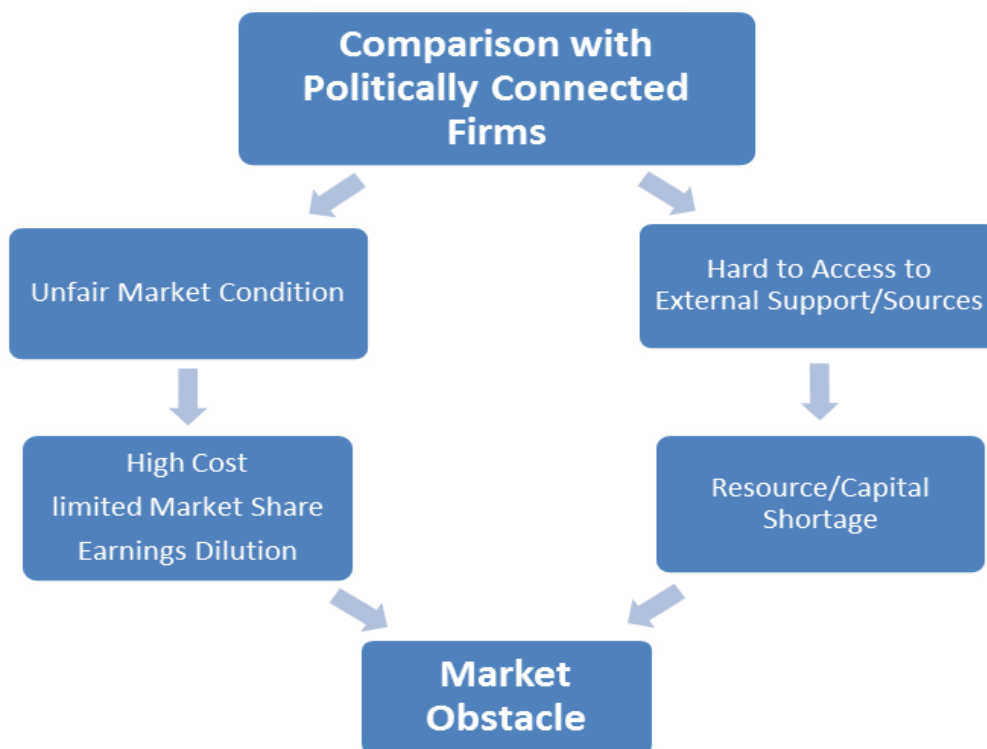 Comparison with
Politically Connected
Firms
Unfair Market Condition
Hard to Access to
External Support/Sources
High Cost
limited Market Share
Earnings Dilution
Resource/Capital
Shortage
Market
Obstacle